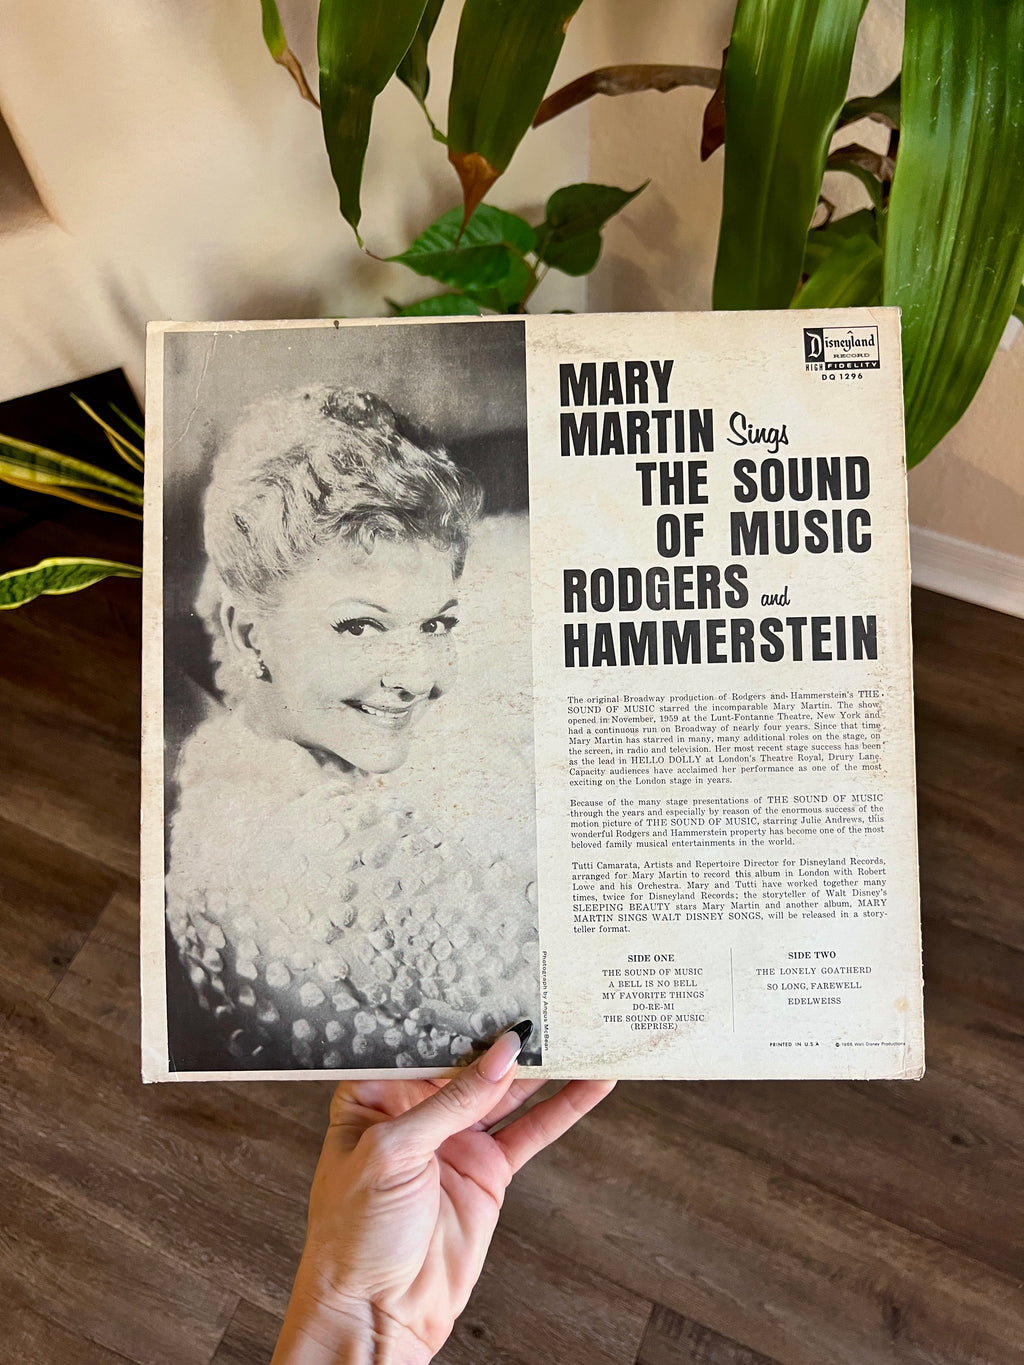 Disneyland
RECORD
HIGH FIDELITY
DQ 1296
MARY
MARTIN Sings
THE SOUND
OF MUSIC
RODGERS and
HAMMERSTEIN
The original Broadway production of Rodgers and Hammerstein's THE
SOUND OF MUSIC starred the incomparable Mary Martin. The show
opened in November, 1959 at the Lunt-Fontanne Theatre, New York and
had a continuous run on Broadway of nearly four years. Since that time
Mary Martin has starred in many, many additional roles on the stage, on
the screen, in radio and television. Her most recent stage success has been
as the lead in HELLO DOLLY at London's Theatre Royal, Drury Lane.
Capacity audiences have acclaimed her performance as one of the most
exciting on the London stage in years.
Because of the many stage presentations of THE SOUND OF MUSIC
through the years and especially by reason of the enormous success of the
motion picture of THE SOUND OF MUSIC, starring Julie Andrews, this
wonderful Rodgers and Hammerstein property has become one of the most
beloved family musical entertainments in the world.
Tutti Camarata, Artists and Repertoire Director for Disneyland Records,
arranged for Mary Martin to record this album in London with Robert
Lowe and his Orchestra. Mary and Tutti have worked together many
times, twice for Disneyland Records; the storyteller of Walt Disney's
SLEEPING BEAUTY stars Mary Martin and another album, MARY
MARTIN SINGS WALT DISNEY SONGS, will be released in a story-
teller format.
SIDE ONE
THE SOUND OF MUSIC
A BELL IS NO BELL
MY FAVORITE THINGS
DO-RE-MI
THE SOUND OF MUSIC
(REPRISE)
SIDE TWO
THE LONELY GOATHERD
SO LONG, FAREWELL
EDELWEISS
Photograph by Angus McBean
PRINTED IN U.S.A. © 1966 Walt Disney Productions